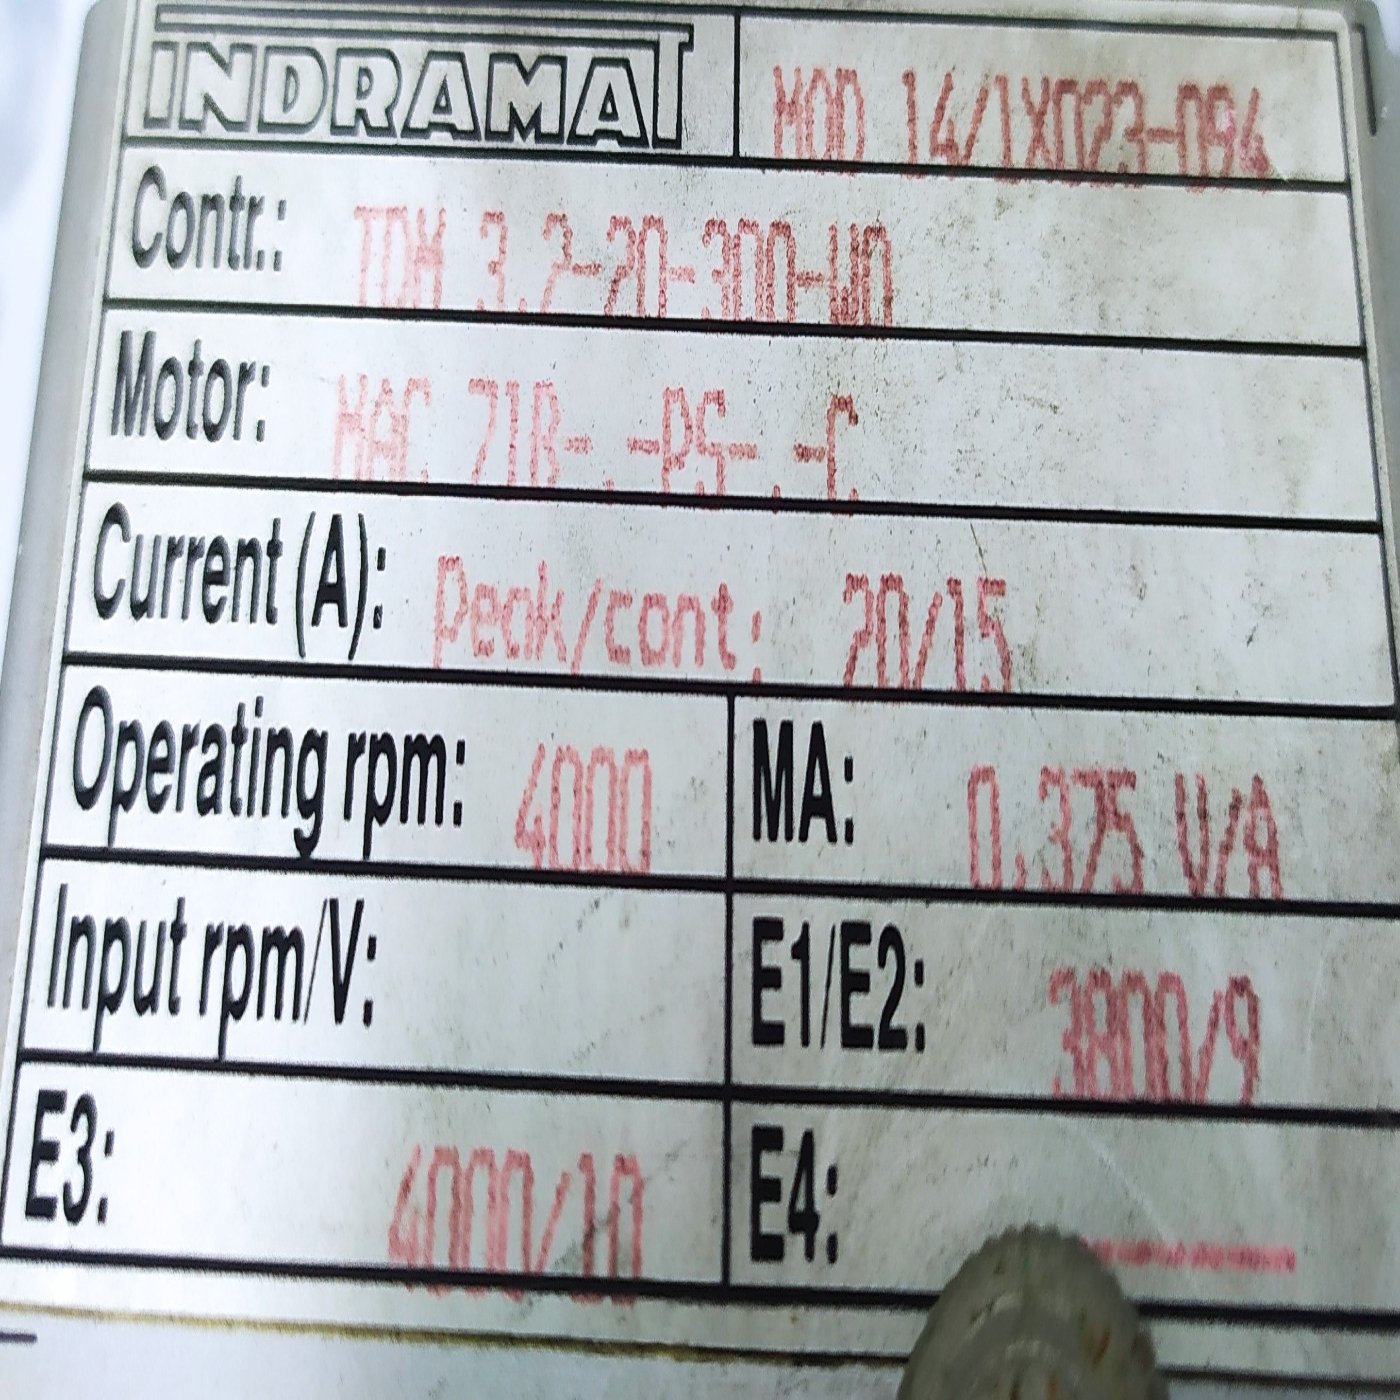 INDRAMAT
MOD 14/1X023-094
Contr.: TDM 3.2-20-300-W0
Motor: MAC 71B-.-PS-.-C
Current (A): Peak/cont: 20/15
Operating rpm: 4000
MA: 0.375 V/A
Input rpm/V:
E1/E2: 3800/9
E3: 4000/10
E4: